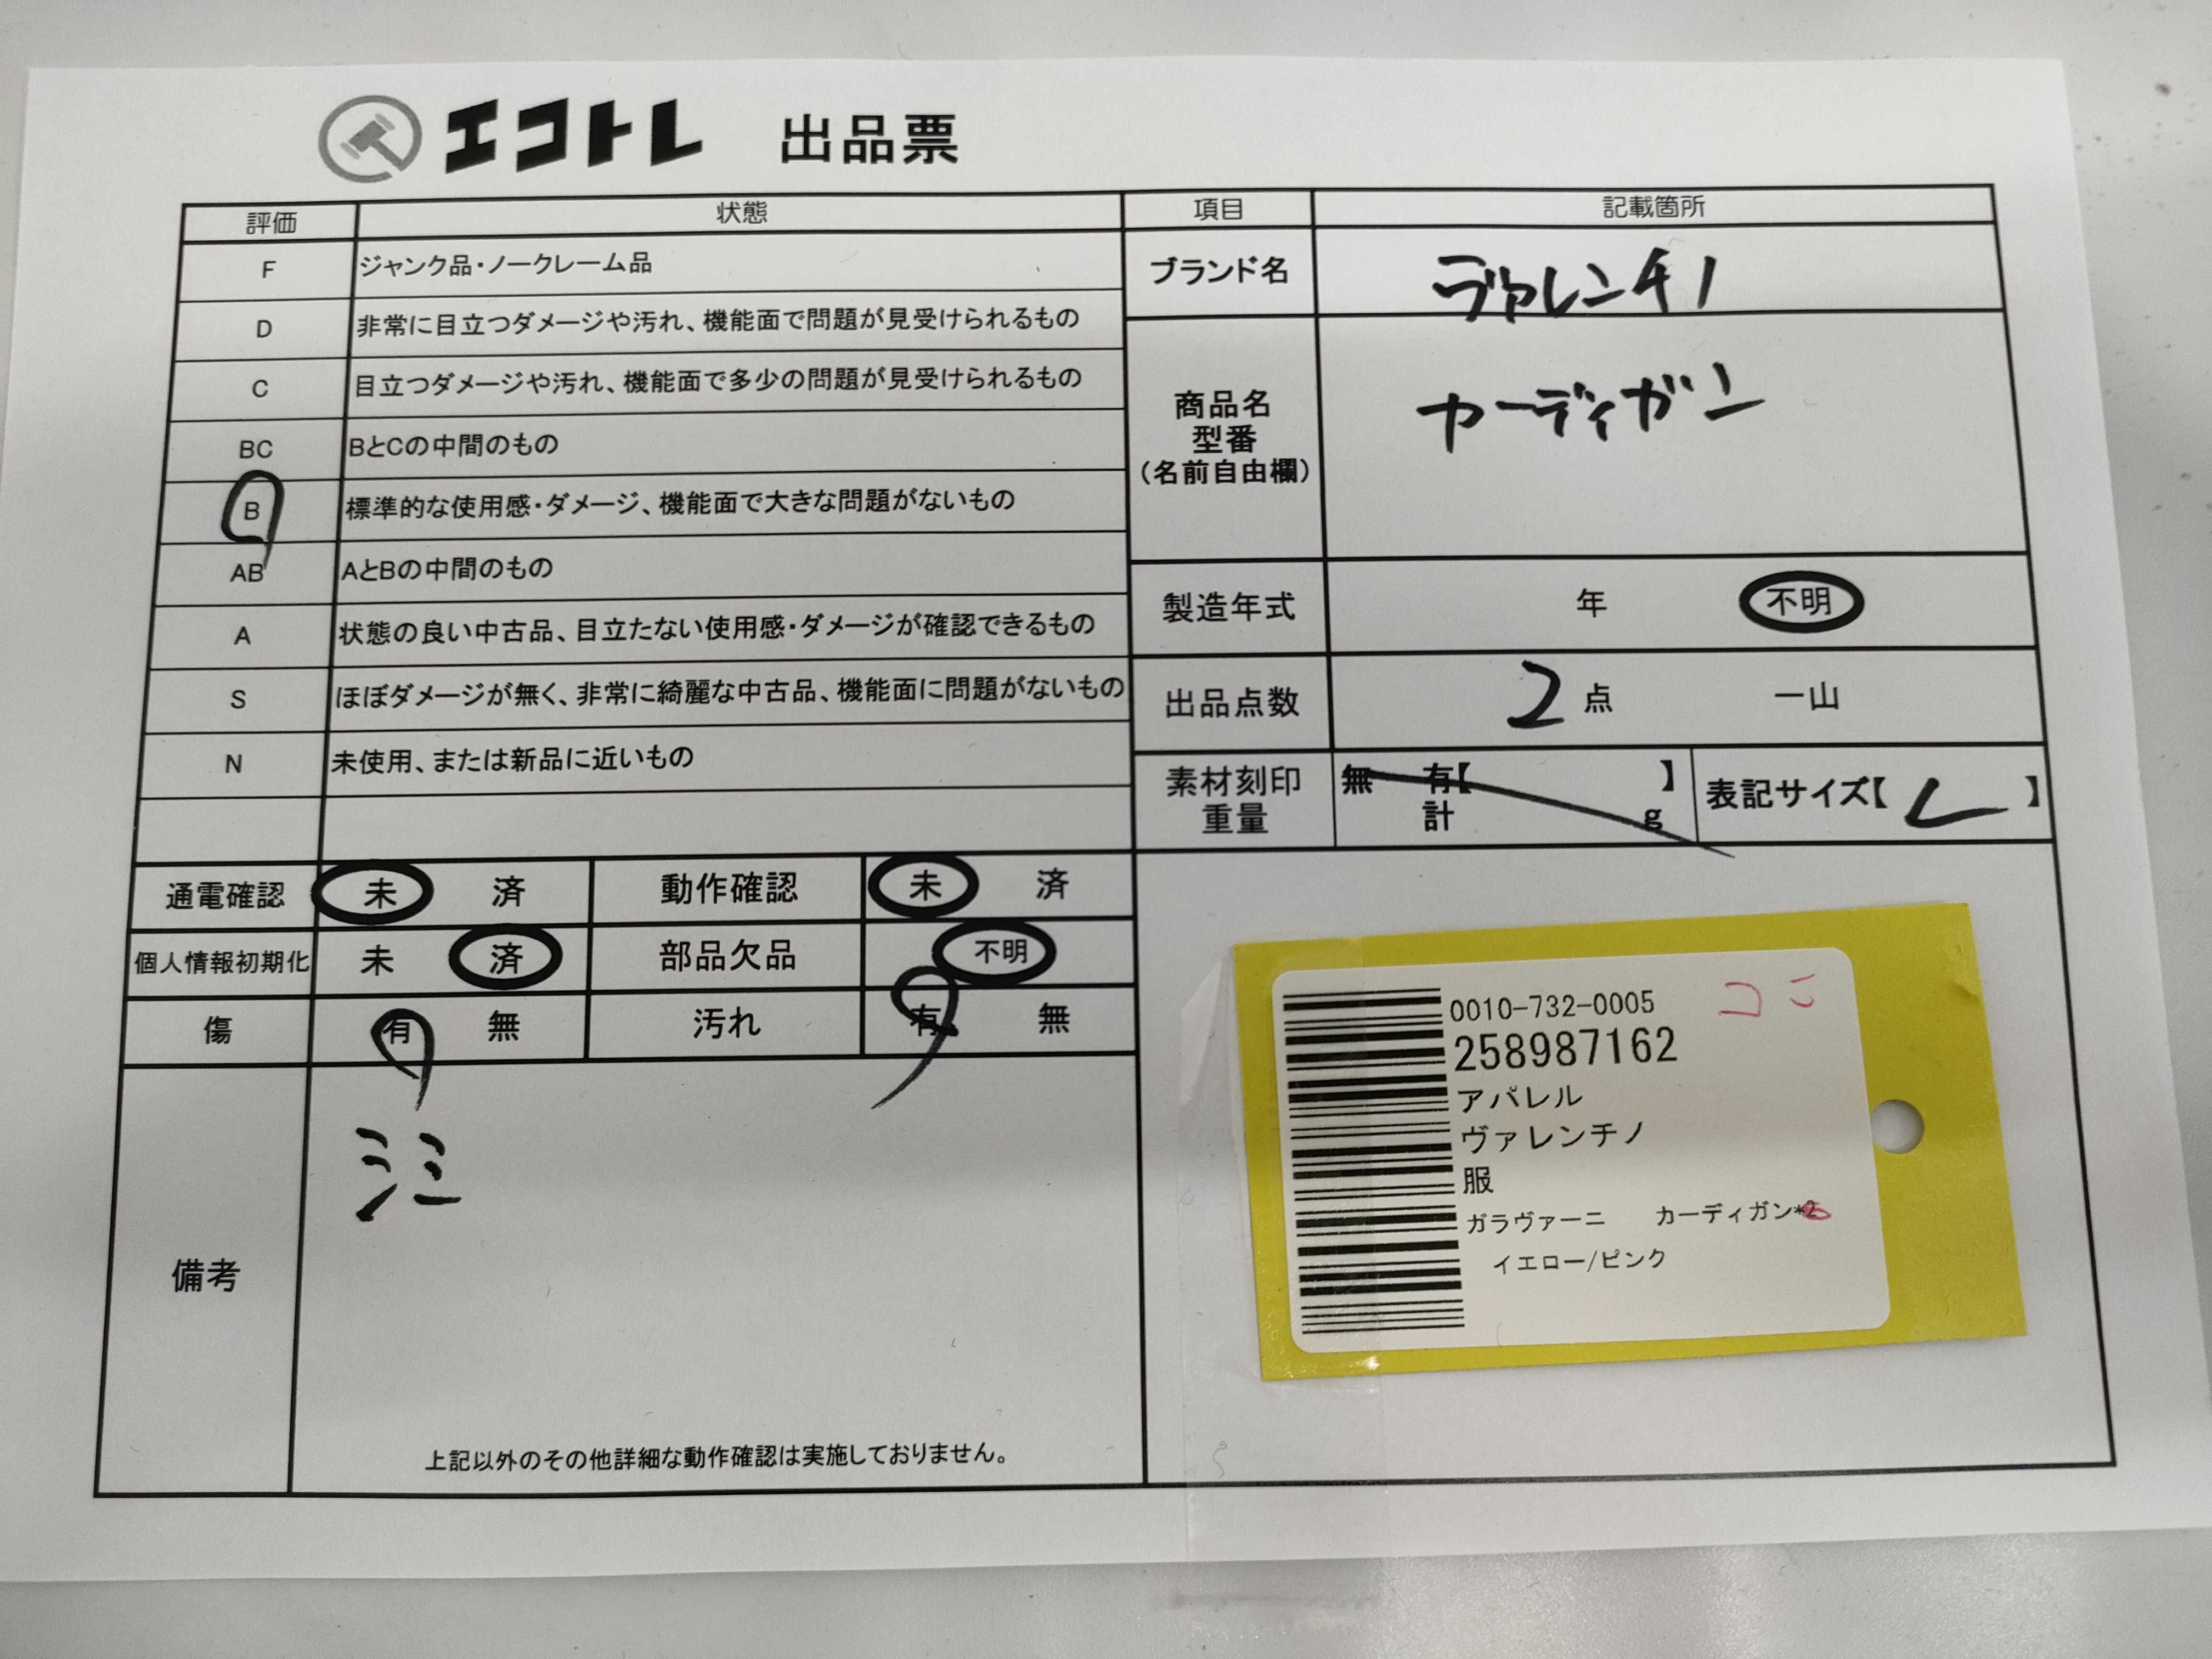 エコトレ 出品票
評価 状態 項目 記載箇所
F ジャンク品・ノークレーム品
D 非常に目立つダメージや汚れ、機能面で問題が見受けられるもの
C 目立つダメージや汚れ、機能面で多少の問題が見受けられるもの
BC BとCの中間のもの
B 標準的な使用感・ダメージ、機能面で大きな問題がないもの
AB AとBの中間のもの
A 状態の良い中古品、目立たない使用感・ダメージが確認できるもの
S ほぼダメージが無く、非常に綺麗な中古品、機能面に問題がないもの
N 未使用、または新品に近いもの
ブランド名 ヴァレンチノ
商品名
型番
(名前自由欄)
カーディガン
製造年式 年 不明
出品点数 2 点 一山
素材刻印
重量
無 有【 】
計 g
表記サイズ【 L 】
通電確認 未 済 動作確認 未 済
個人情報初期化 未 済 部品欠品 不明
傷 有 無 汚れ 有 無
備考
シミ
上記以外のその他詳細な動作確認は実施しておりません。
0010-732-0005
258987162
アパレル
ヴァレンチノ
服
ガラヴァーニ カーディガン*2
イエロー/ピンク